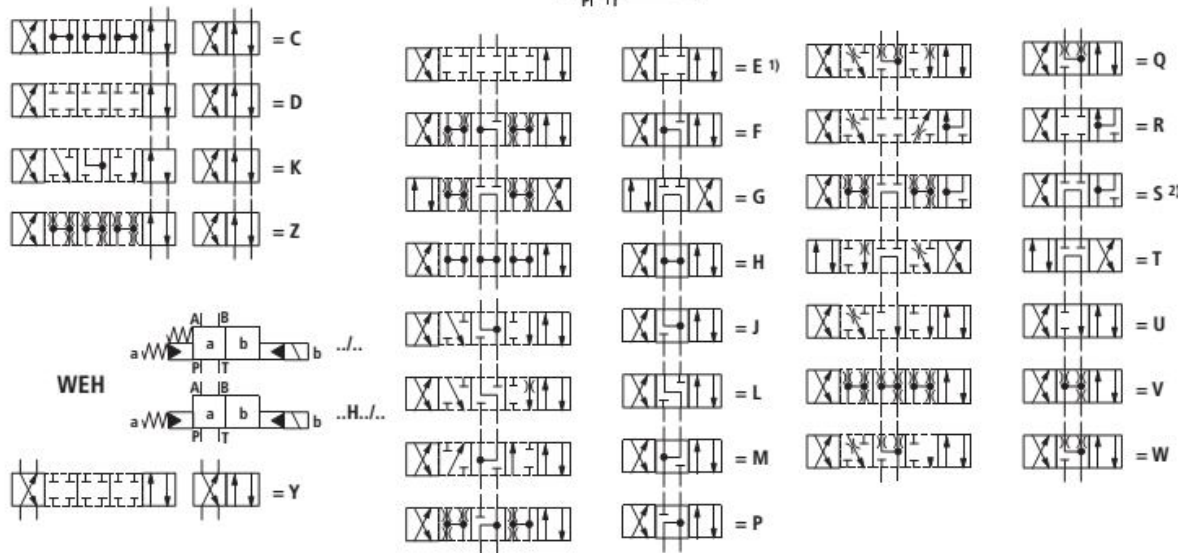 = C
= D
= K
= Z
A B
a a b b ../..
P T
WEH
A B
a a b b ..H../..
P T
= Y
= E 1)
= F
= G
= H
= J
= L
= M
= P
= Q
= R
= S 2)
= T
= U
= V
= W